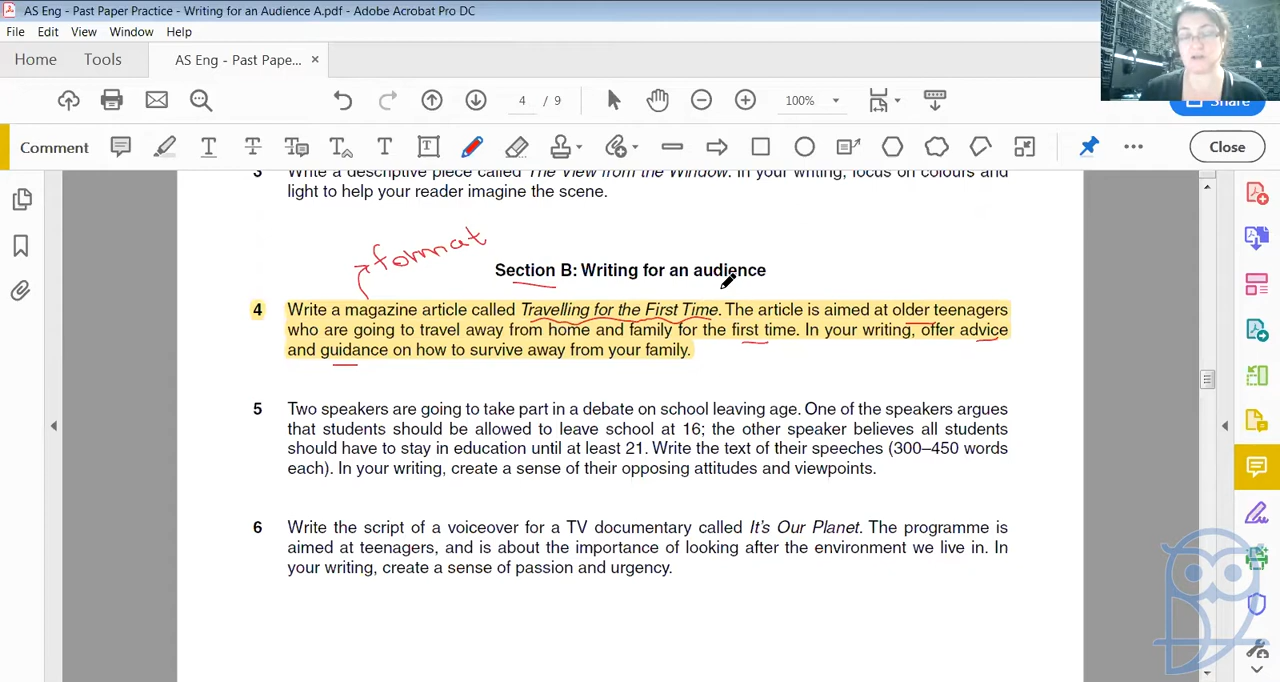 AS Eng - Past Paper Practice - Writing for an Audience A.pdf - Adobe Acrobat Pro DC
File Edit View Window Help
Home Tools AS Eng - Past Pape... ×
4 / 9 100% Share
Comment Close
3 Write a descriptive piece called The View from the Window. In your writing, focus on colours and
light to help your reader imagine the scene.
format
Section B: Writing for an audience
4 Write a magazine article called Travelling for the First Time. The article is aimed at older teenagers
who are going to travel away from home and family for the first time. In your writing, offer advice
and guidance on how to survive away from your family.
5 Two speakers are going to take part in a debate on school leaving age. One of the speakers argues
that students should be allowed to leave school at 16; the other speaker believes all students
should have to stay in education until at least 21. Write the text of their speeches (300–450 words
each). In your writing, create a sense of their opposing attitudes and viewpoints.
6 Write the script of a voiceover for a TV documentary called It's Our Planet. The programme is
aimed at teenagers, and is about the importance of looking after the environment we live in. In
your writing, create a sense of passion and urgency.